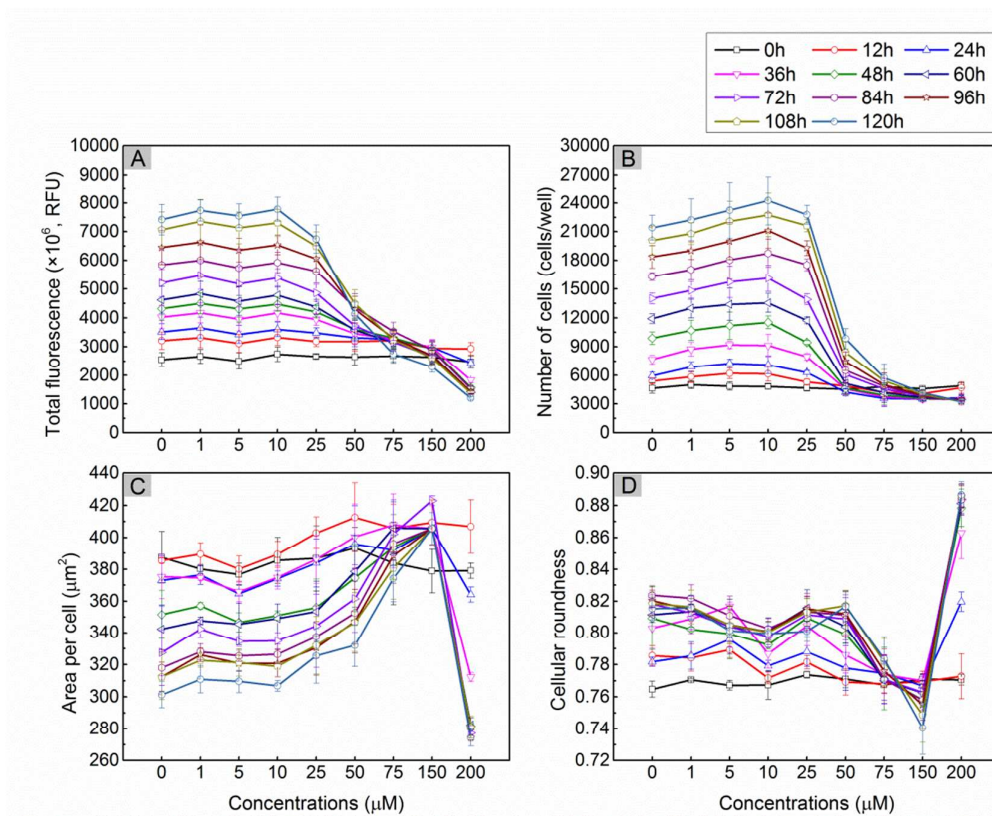 0h 12h 24h
36h 48h 60h
72h 84h 96h
108h 120h
A
Total fluorescence (×10⁶, RFU)
10000
9000
8000
7000
6000
5000
4000
3000
2000
1000
0
0 1 5 10 25 50 75 150 200
B
Number of cells (cells/well)
30000
27000
24000
21000
18000
15000
12000
9000
6000
3000
0
0 1 5 10 25 50 75 150 200
C
Area per cell (μm²)
440
420
400
380
360
340
320
300
280
260
0 1 5 10 25 50 75 150 200
Concentrations (μM)
D
Cellular roundness
0.90
0.88
0.86
0.84
0.82
0.80
0.78
0.76
0.74
0.72
0 1 5 10 25 50 75 150 200
Concentrations (μM)